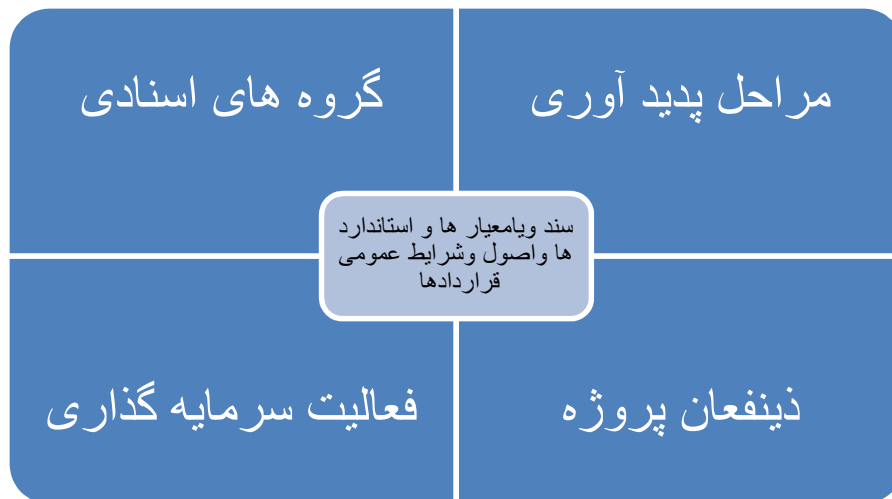 مراحل پدید آوری
گروه های اسنادی
سند ویامعیار ها و استاندارد
ها واصول وشرایط عمومی
قراردادها
ذینفعان پروژه
فعالیت سرمایه گذاری